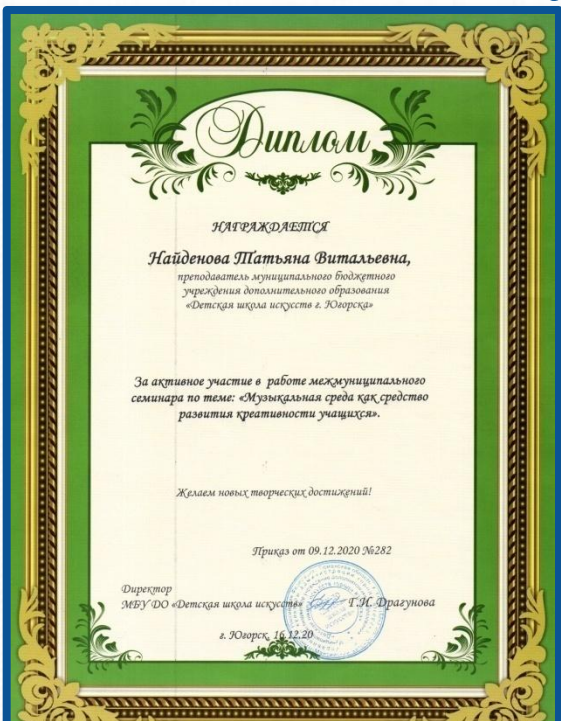 Диплом
НАГРАЖДАЕТСЯ
Найденова Татьяна Витальевна,
преподаватель муниципального бюджетного
учреждения дополнительного образования
«Детская школа искусств г. Югорска»
За активное участие в работе межмуниципального
семинара по теме: «Музыкальная среда как средство
развития креативности учащихся».
Желаем новых творческих достижений!
Приказ от 09.12.2020 №282
Директор
МБУ ДО «Детская школа искусств» Г.И. Драгунова
г. Югорск, 16.12.20